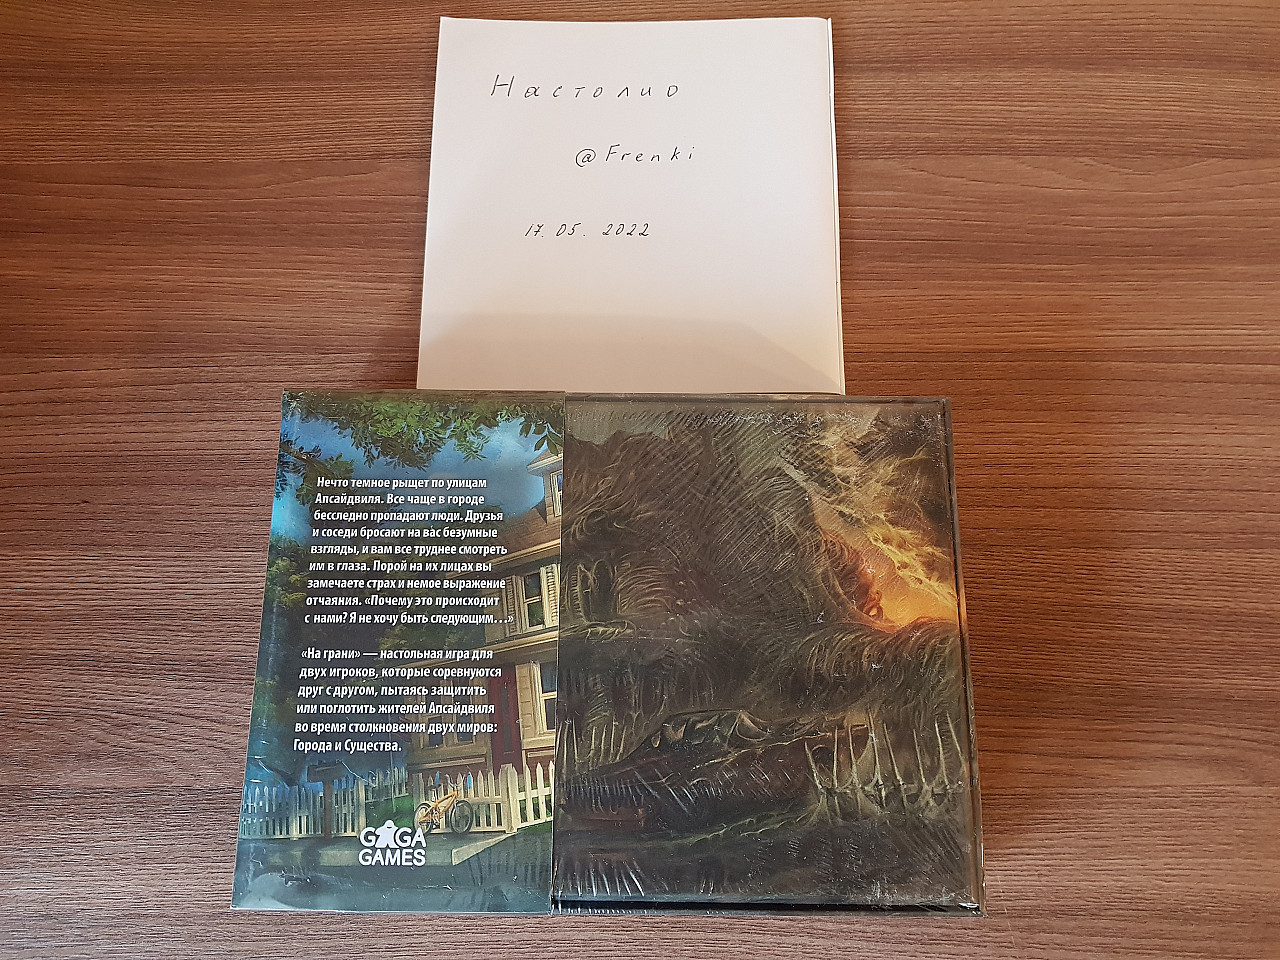 Настолио
@Frenki
17.05.2022
Нечто темное рыщет по улицам
Апсайдвиля. Все чаще в городе
бесследно пропадают люди. Друзья
и соседи бросают на вас безумные
взгляды, и вам все труднее смотреть
им в глаза. Порой на их лицах вы
замечаете страх и немое выражение
отчаяния. «Почему это происходит
с нами? Я не хочу быть следующим…»
«На грани» — настольная игра для
двух игроков, которые соревнуются
друг с другом, пытаясь защитить
или поглотить жителей Апсайдвиля
во время столкновения двух миров:
Города и Существа.
GAGA
GAMES